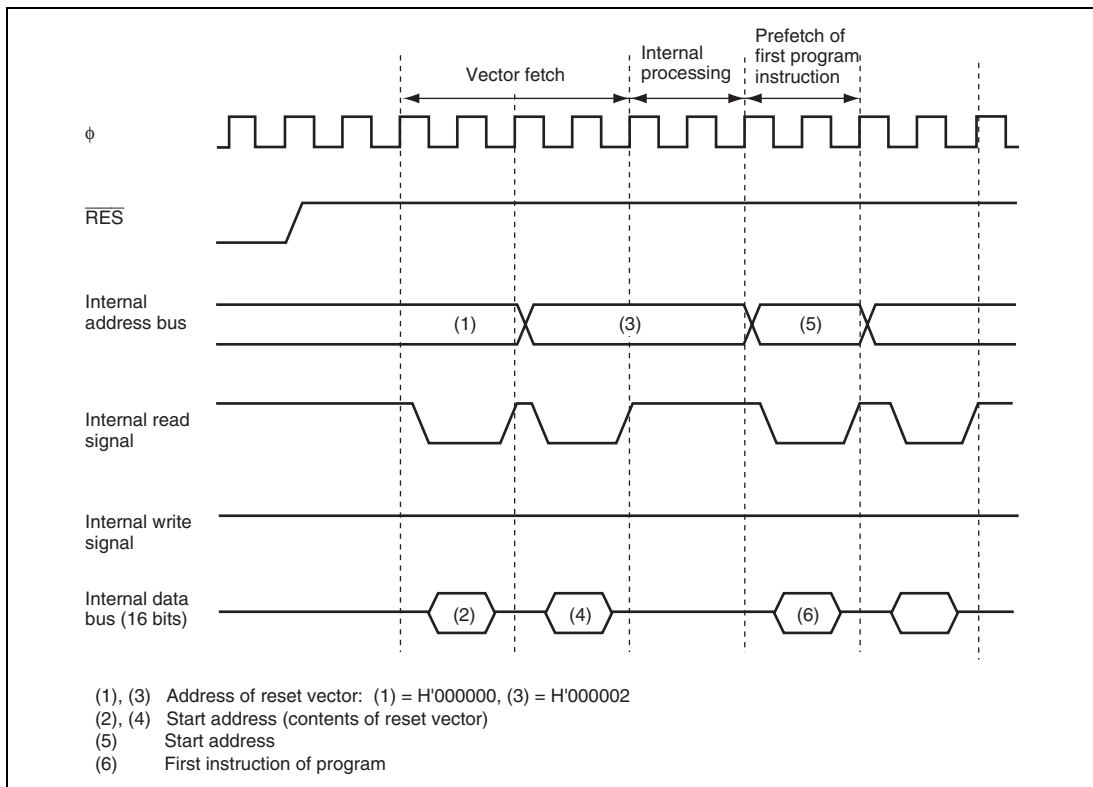 Vector fetch
Internal
processing
Prefetch of
first program
instruction
ϕ
RES
Internal
address bus
(1)
(3)
(5)
Internal read
signal
Internal write
signal
Internal data
bus (16 bits)
(2)
(4)
(6)
(1), (3) Address of reset vector: (1) = H'000000, (3) = H'000002
(2), (4) Start address (contents of reset vector)
(5) Start address
(6) First instruction of program